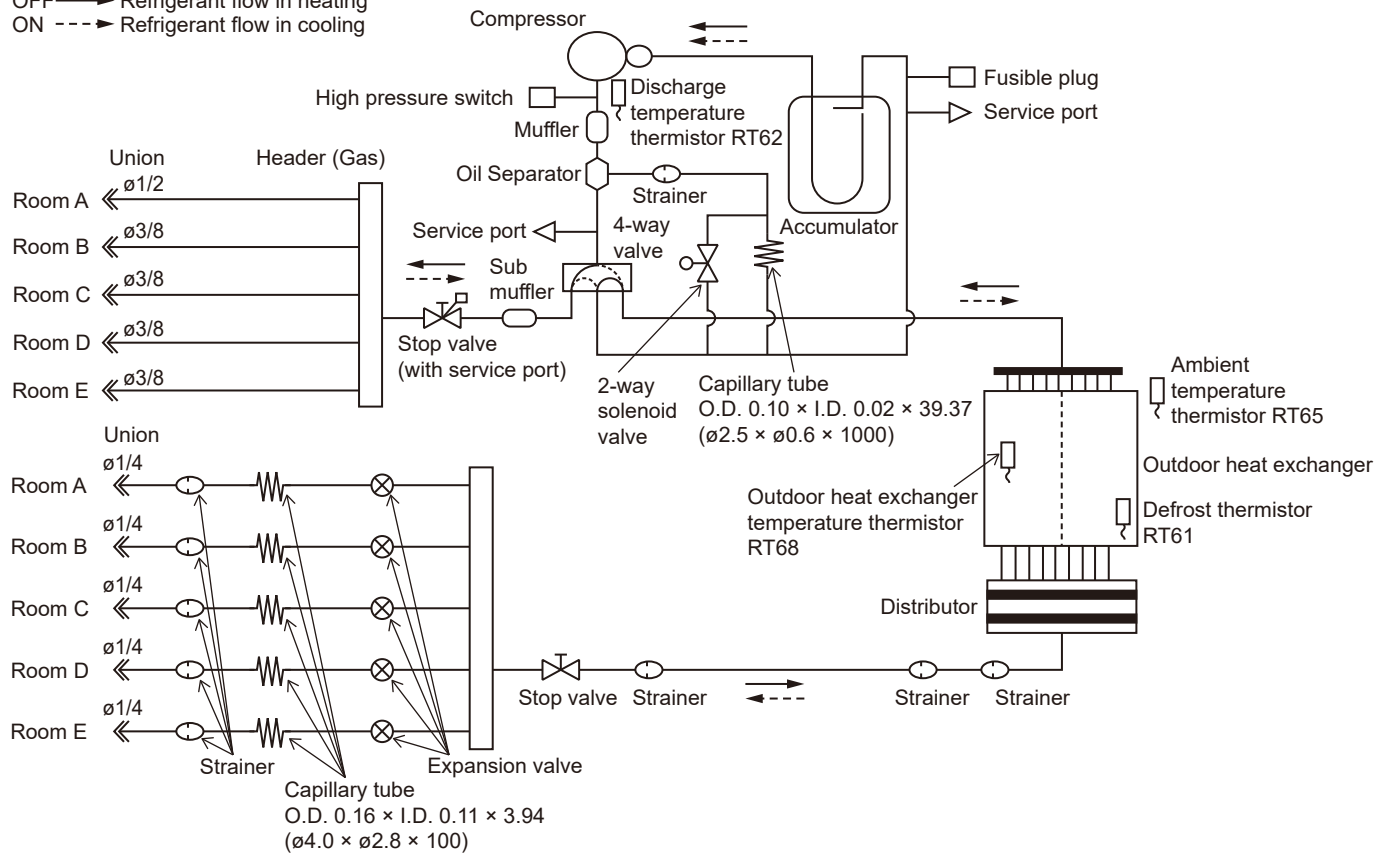 OFF Refrigerant flow in heating
ON Refrigerant flow in cooling
Compressor
High pressure switch
Discharge
temperature
thermistor RT62
Muffler
Fusible plug
Service port
Oil Separator
Strainer
Accumulator
Service port
4-way
valve
Sub
muffler
Union
Header (Gas)
Room A ø1/2
Room B ø3/8
Room C ø3/8
Room D ø3/8
Room E ø3/8
Stop valve
(with service port)
2-way
solenoid
valve
Capillary tube
O.D. 0.10 × I.D. 0.02 × 39.37
(ø2.5 × ø0.6 × 1000)
Ambient
temperature
thermistor RT65
Outdoor heat exchanger
Outdoor heat exchanger
temperature thermistor
RT68
Defrost thermistor
RT61
Distributor
Union
Room A ø1/4
Room B ø1/4
Room C ø1/4
Room D ø1/4
Room E ø1/4
Stop valve
Strainer
Strainer
Strainer
Strainer
Expansion valve
Capillary tube
O.D. 0.16 × I.D. 0.11 × 3.94
(ø4.0 × ø2.8 × 100)